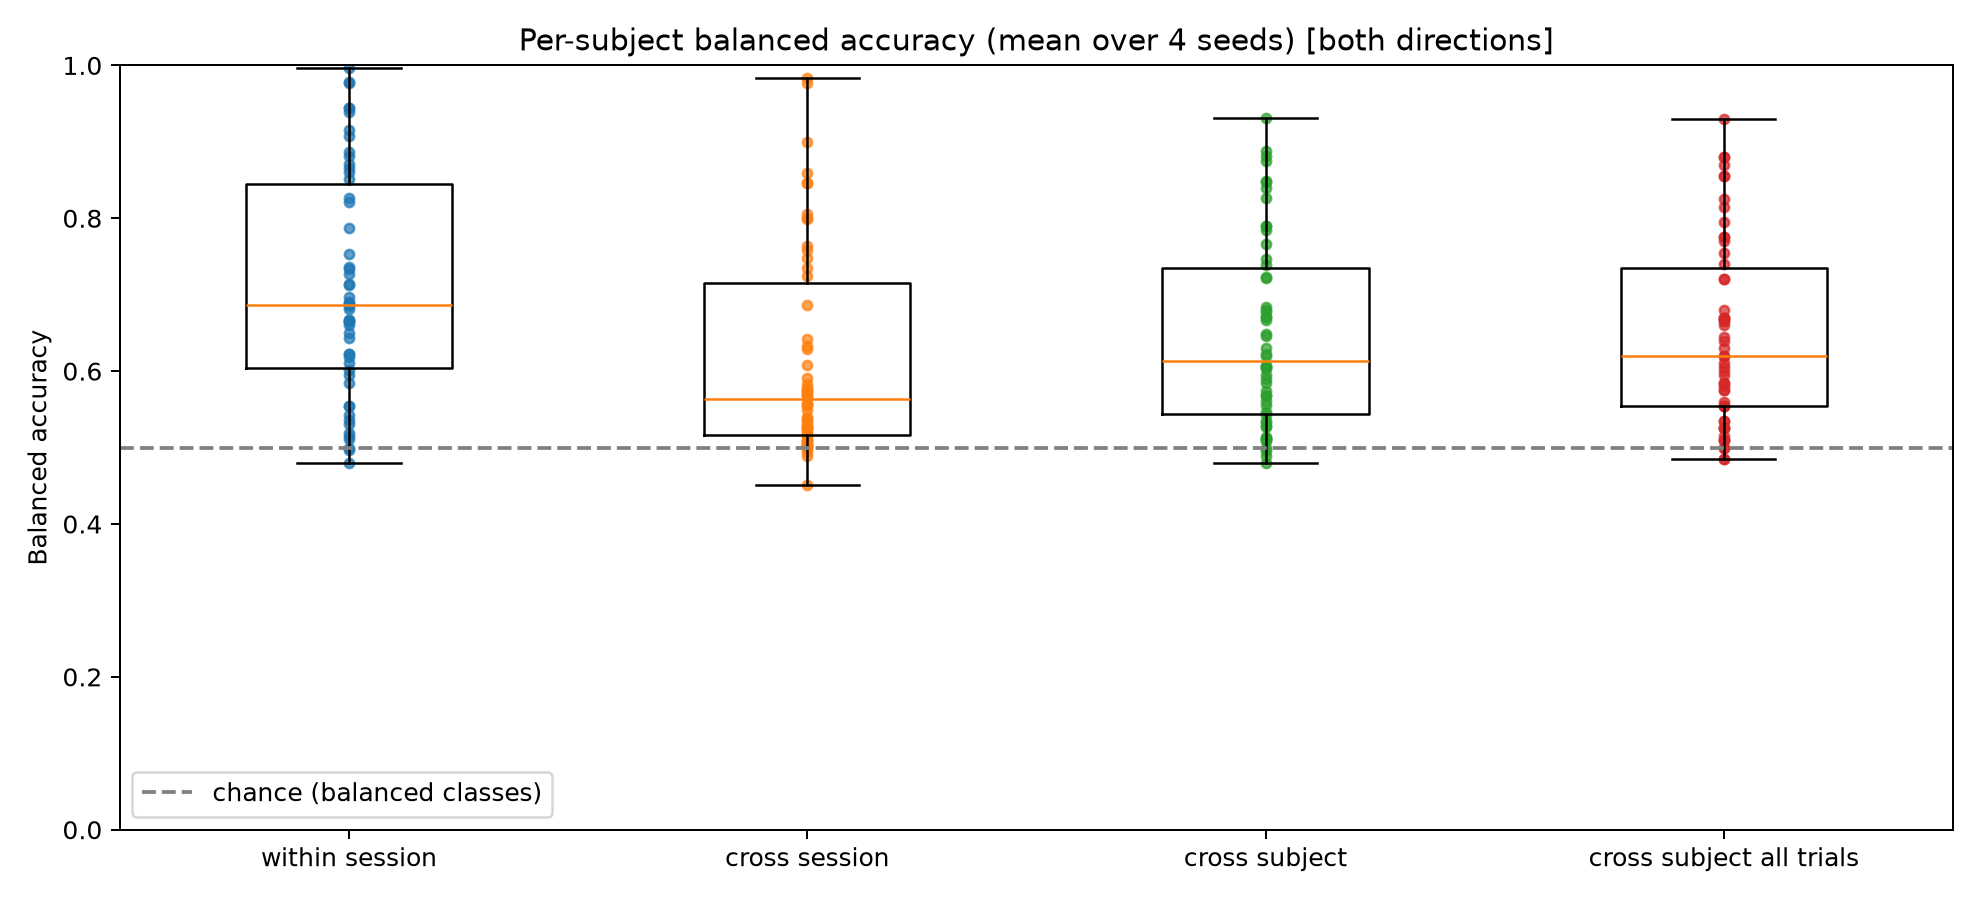 Per-subject balanced accuracy (mean over 4 seeds) [both directions]
Balanced accuracy
1.0
0.8
0.6
0.4
0.2
0.0
chance (balanced classes)
within session
cross session
cross subject
cross subject all trials